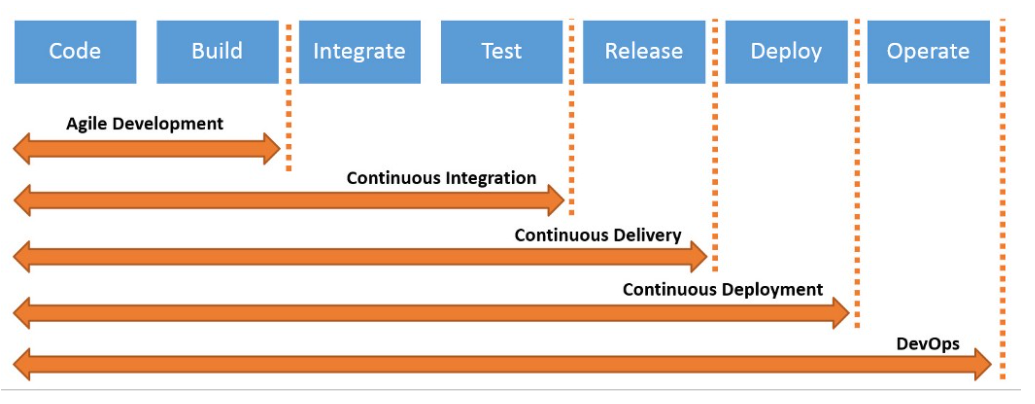 Code Build Integrate Test Release Deploy Operate
Agile Development
Continuous Integration
Continuous Delivery
Continuous Deployment
DevOps